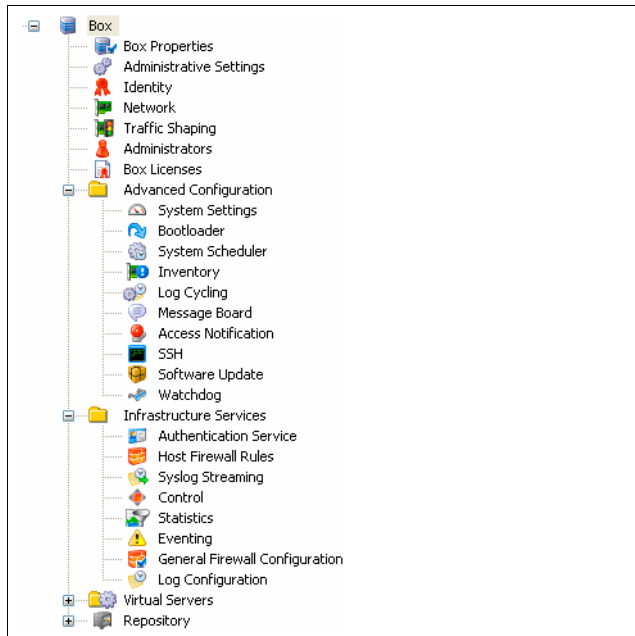 Box
Box Properties
Administrative Settings
Identity
Network
Traffic Shaping
Administrators
Box Licenses
Advanced Configuration
System Settings
Bootloader
System Scheduler
Inventory
Log Cycling
Message Board
Access Notification
SSH
Software Update
Watchdog
Infrastructure Services
Authentication Service
Host Firewall Rules
Syslog Streaming
Control
Statistics
Eventing
General Firewall Configuration
Log Configuration
Virtual Servers
Repository